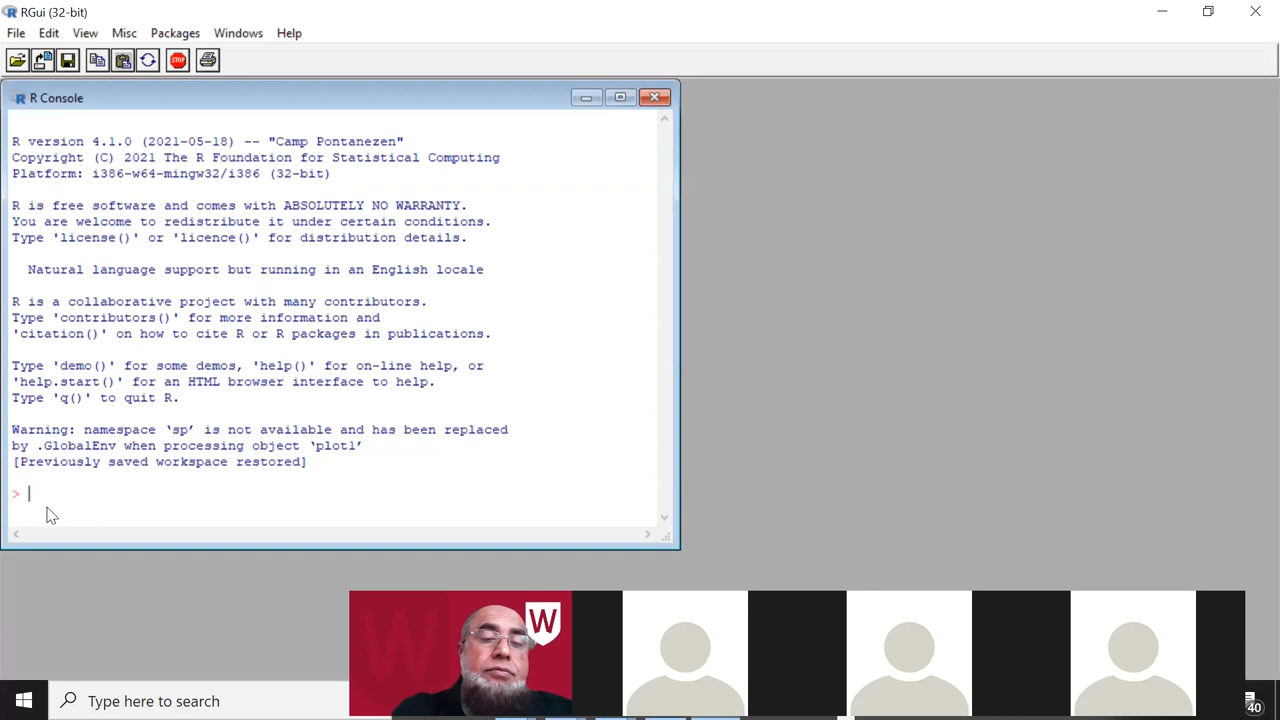 RGui (32-bit)
File Edit View Misc Packages Windows Help
STOP
R Console
R version 4.1.0 (2021-05-18) -- "Camp Pontanezen"
Copyright (C) 2021 The R Foundation for Statistical Computing
Platform: i386-w64-mingw32/i386 (32-bit)
R is free software and comes with ABSOLUTELY NO WARRANTY.
You are welcome to redistribute it under certain conditions.
Type 'license()' or 'licence()' for distribution details.
Natural language support but running in an English locale
R is a collaborative project with many contributors.
Type 'contributors()' for more information and
'citation()' on how to cite R or R packages in publications.
Type 'demo()' for some demos, 'help()' for on-line help, or
'help.start()' for an HTML browser interface to help.
Type 'q()' to quit R.
Warning: namespace ‘sp’ is not available and has been replaced
by .GlobalEnv when processing object ‘plot1’
[Previously saved workspace restored]
>
W
Type here to search
40